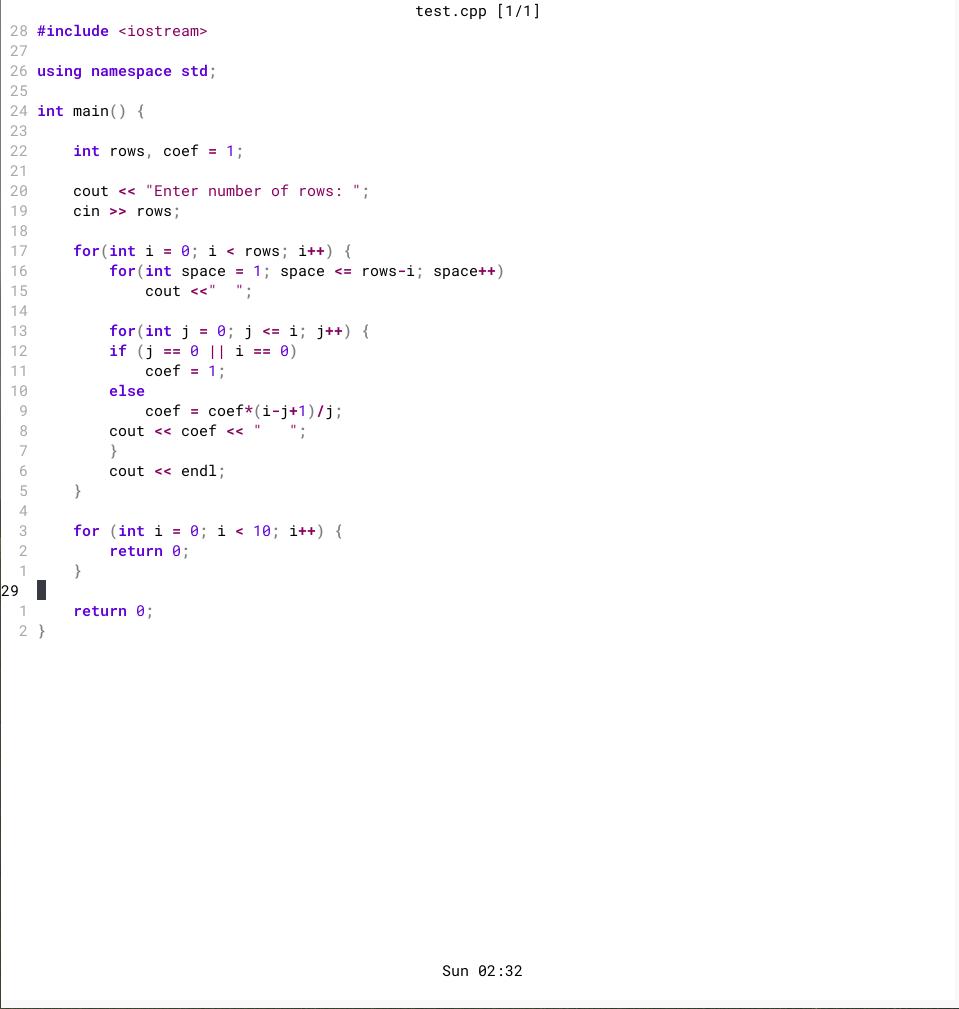 test.cpp [1/1]
28 #include <iostream>
27
26 using namespace std;
25
24 int main() {
23
22     int rows, coef = 1;
21
20     cout << "Enter number of rows: ";
19     cin >> rows;
18
17     for(int i = 0; i < rows; i++) {
16         for(int space = 1; space <= rows-i; space++)
15             cout <<"  ";
14
13         for(int j = 0; j <= i; j++) {
12         if (j == 0 || i == 0)
11             coef = 1;
10         else
 9             coef = coef*(i-j+1)/j;
 8         cout << coef << "   ";
 7         }
 6         cout << endl;
 5     }
 4
 3     for (int i = 0; i < 10; i++) {
 2         return 0;
 1     }
29
 1     return 0;
 2 }
Sun 02:32